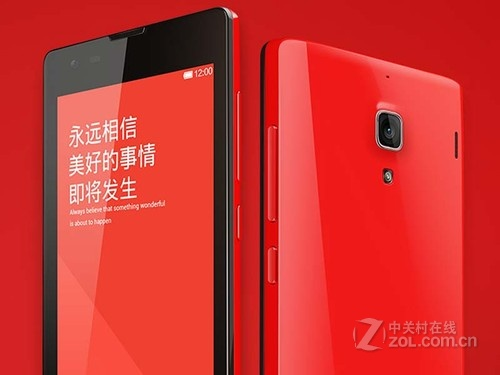 12:00
永远相信
美好的事情
即将发生
Always believe that something wonderful
is about to happen
Z
中关村在线
ZOL.COM.CN